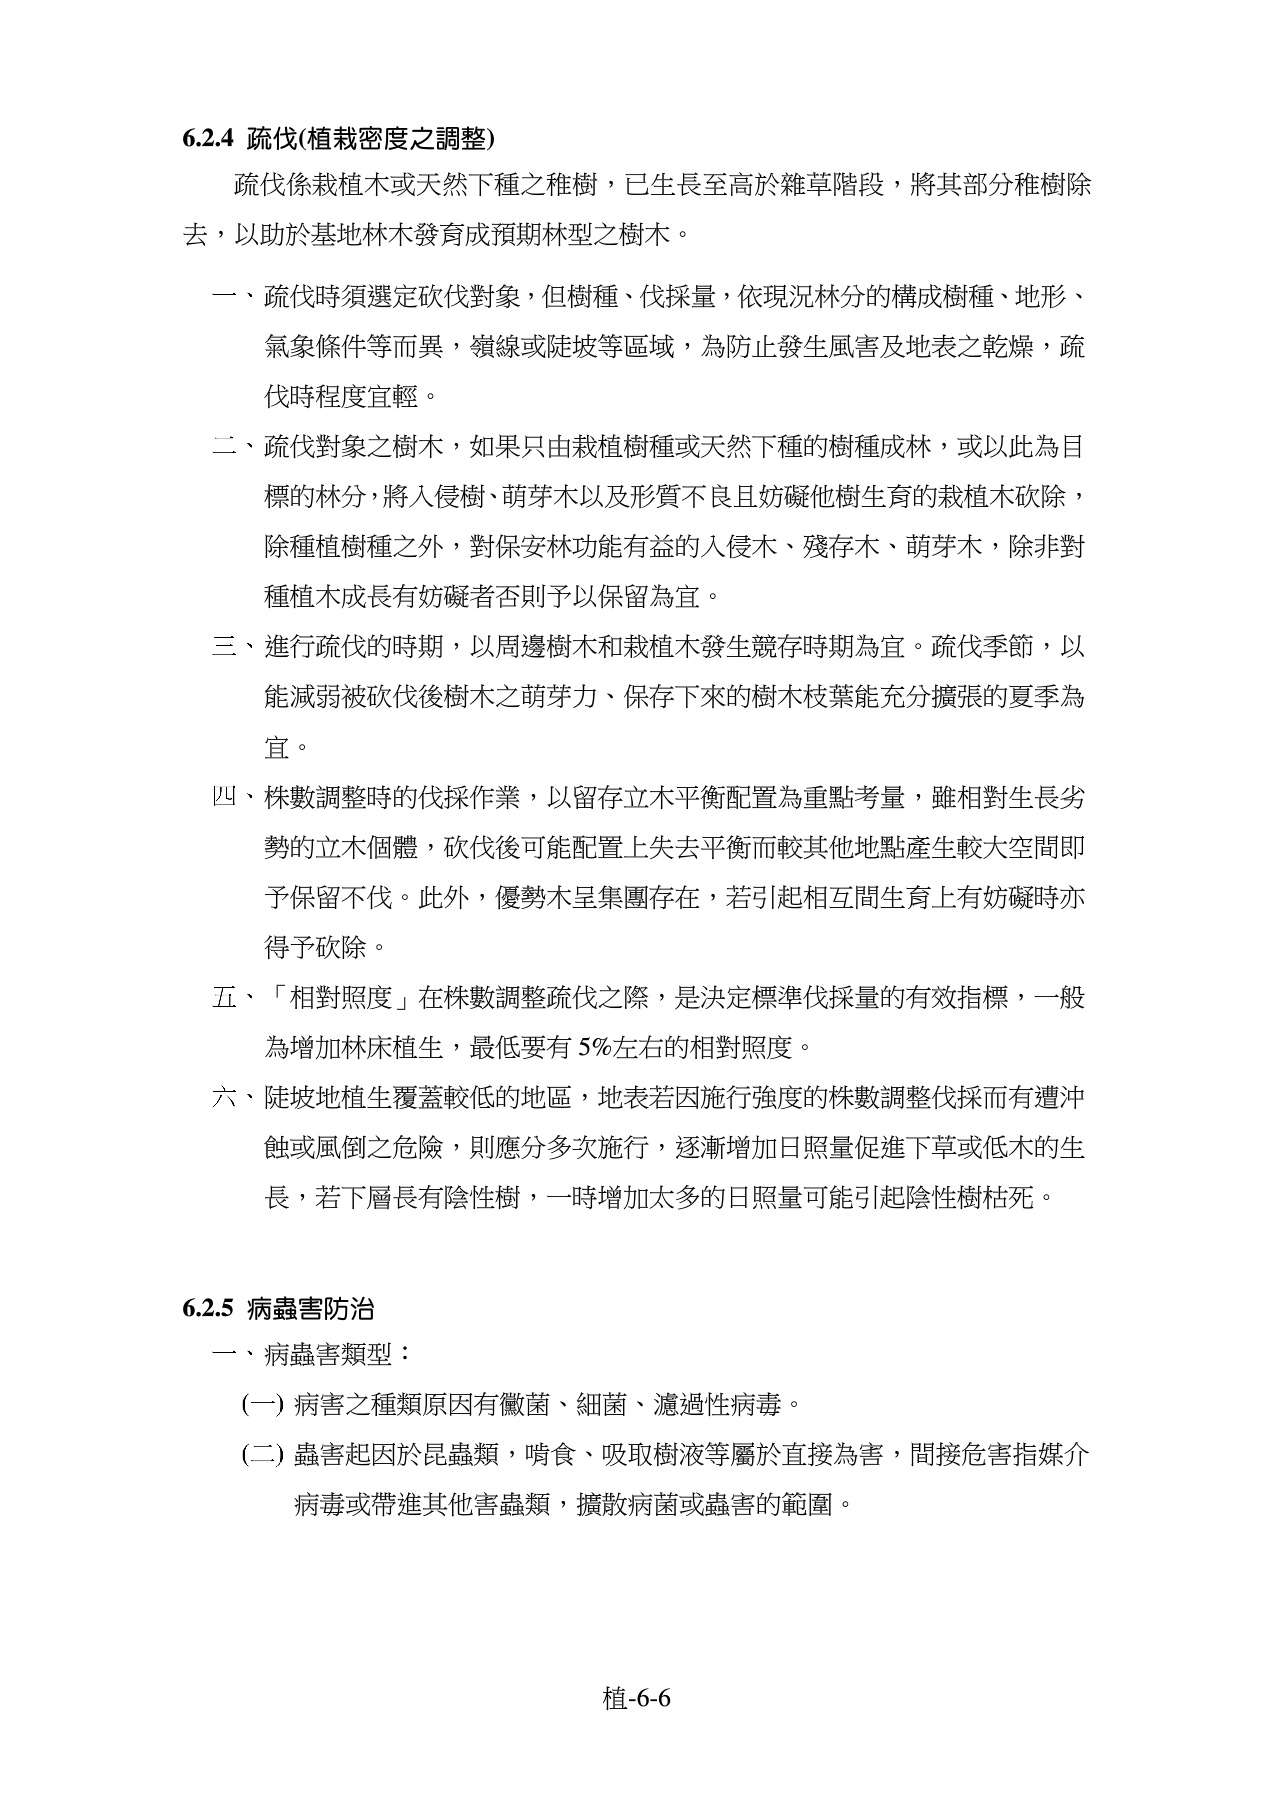 6.2.4 疏伐(植栽密度之調整)
疏伐係栽植木或天然下種之稚樹，已生長至高於雜草階段，將其部分稚樹除
去，以助於基地林木發育成預期林型之樹木。
一、疏伐時須選定砍伐對象，但樹種、伐採量，依現況林分的構成樹種、地形、
氣象條件等而異，嶺線或陡坡等區域，為防止發生風害及地表之乾燥，疏
伐時程度宜輕。
二、疏伐對象之樹木，如果只由栽植樹種或天然下種的樹種成林，或以此為目
標的林分，將入侵樹、萌芽木以及形質不良且妨礙他樹生育的栽植木砍除，
除種植樹種之外，對保安林功能有益的入侵木、殘存木、萌芽木，除非對
種植木成長有妨礙者否則予以保留為宜。
三、進行疏伐的時期，以周邊樹木和栽植木發生競存時期為宜。疏伐季節，以
能減弱被砍伐後樹木之萌芽力、保存下來的樹木枝葉能充分擴張的夏季為
宜。
四、株數調整時的伐採作業，以留存立木平衡配置為重點考量，雖相對生長劣
勢的立木個體，砍伐後可能配置上失去平衡而較其他地點產生較大空間即
予保留不伐。此外，優勢木呈集團存在，若引起相互間生育上有妨礙時亦
得予砍除。
五、「相對照度」在株數調整疏伐之際，是決定標準伐採量的有效指標，一般
為增加林床植生，最低要有 5%左右的相對照度。
六、陡坡地植生覆蓋較低的地區，地表若因施行強度的株數調整伐採而有遭沖
蝕或風倒之危險，則應分多次施行，逐漸增加日照量促進下草或低木的生
長，若下層長有陰性樹，一時增加太多的日照量可能引起陰性樹枯死。
6.2.5 病蟲害防治
一、病蟲害類型：
(一) 病害之種類原因有黴菌、細菌、濾過性病毒。
(二) 蟲害起因於昆蟲類，啃食、吸取樹液等屬於直接為害，間接危害指媒介
病毒或帶進其他害蟲類，擴散病菌或蟲害的範圍。
植-6-6